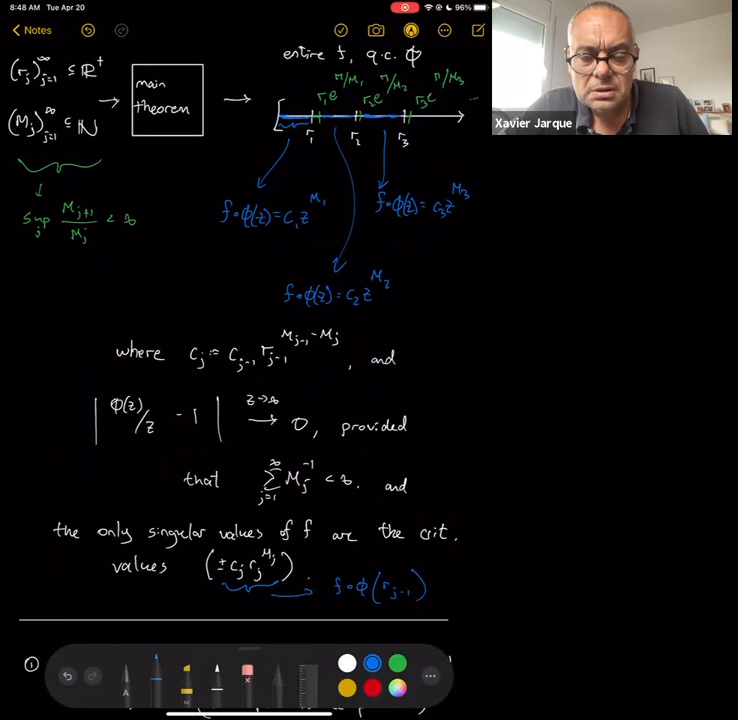 8:48 AM Tue Apr 20
96%
Notes
entire f, q.c. ϕ
(r_j)_{j=1}^∞ ⊆ ℝ^+
(M_j)_{j=1}^∞ ⊆ ℕ
main
theorem
r_1 e^{π/M_1} r_2 e^{π/M_2} r_3 e^{π/M_3} ...
r_1 r_2 r_3
Xavier Jarque
sup_j M_{j+1}/M_j < ∞
f∘ϕ(z) = c_1 z^{M_1}
f∘ϕ(z) = c_3 z^{M_3}
f∘ϕ(z) = c_2 z^{M_2}
where c_j := c_{j-1} r_{j-1}^{M_{j-1} - M_j}, and
| ϕ(z)/z - 1 | →^{z→∞} 0, provided
that ∑_{j=1}^∞ M_j^{-1} < ∞. and
the only singular values of f are the crit.
values (± c_j r_j^{M_j}).
f∘ϕ(r_{j-1})
①
A